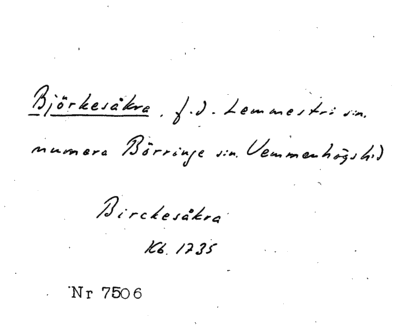 Björkesåkra, f.d. Lemmeströ sn.
numera Börringe sn. Vemmenhögs hd
Birckesåkra
Kb. 1735
Nr 7506